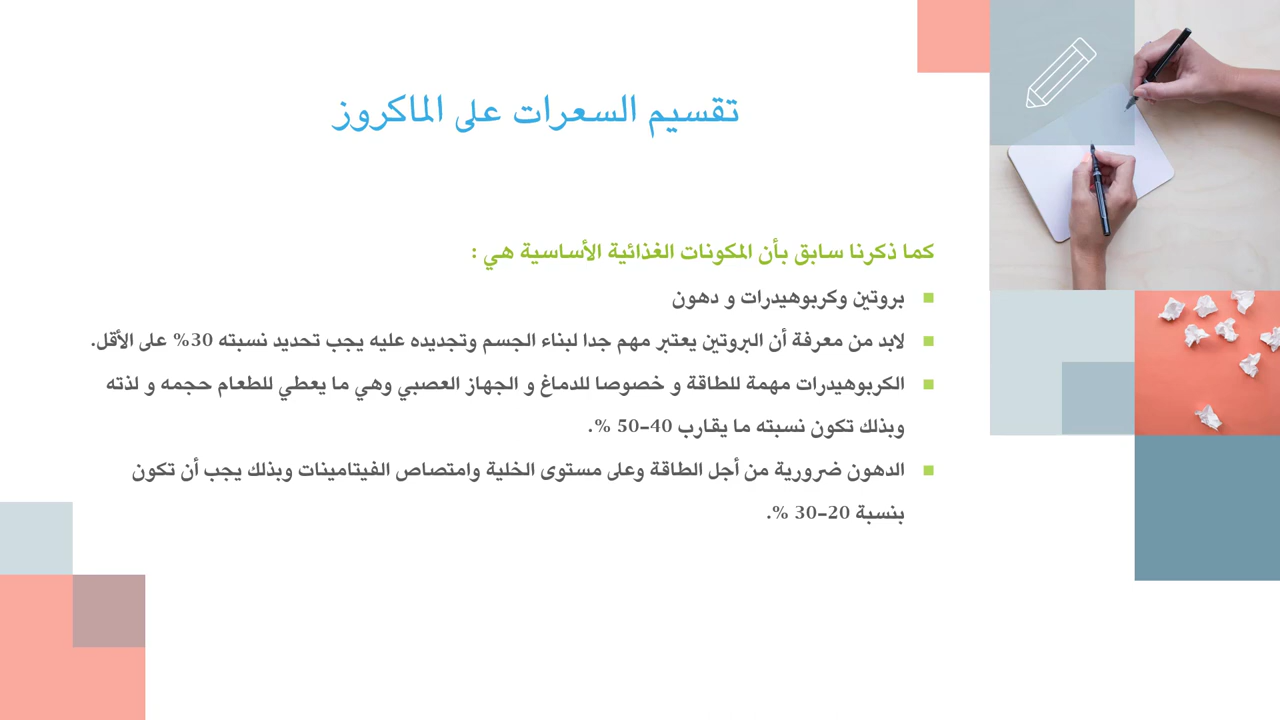 تقسيم السعرات على الماكروز
كما ذكرنا سابق بأن المكونات الغذائية الأساسية هي :
بروتين وكربوهيدرات و دهون
لابد من معرفة أن البروتين يعتبر مهم جدا لبناء الجسم وتجديده عليه يجب تحديد نسبته 30% على الأقل.
الكربوهيدرات مهمة للطاقة و خصوصا للدماغ و الجهاز العصبي وهي ما يعطي للطعام حجمه و لذته
وبذلك تكون نسبته ما يقارب 40-50 %.
الدهون ضرورية من أجل الطاقة وعلى مستوى الخلية وامتصاص الفيتامينات وبذلك يجب أن تكون
بنسبة 20-30 %.